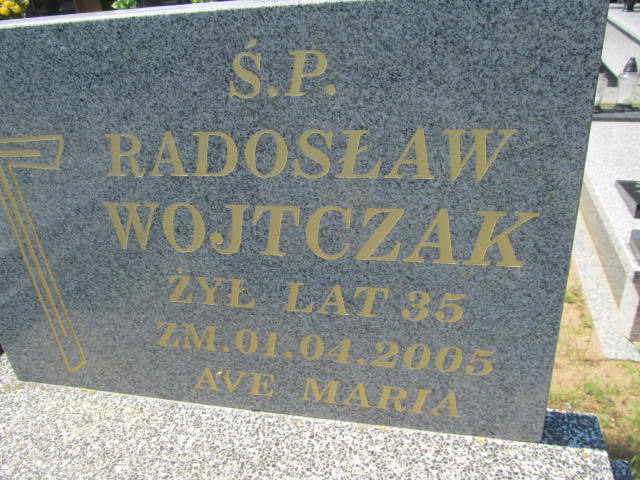 Ś.P.
RADOSŁAW
WOJTCZAK
ŻYŁ LAT 35
ZM.01.04.2005
AVE MARIA